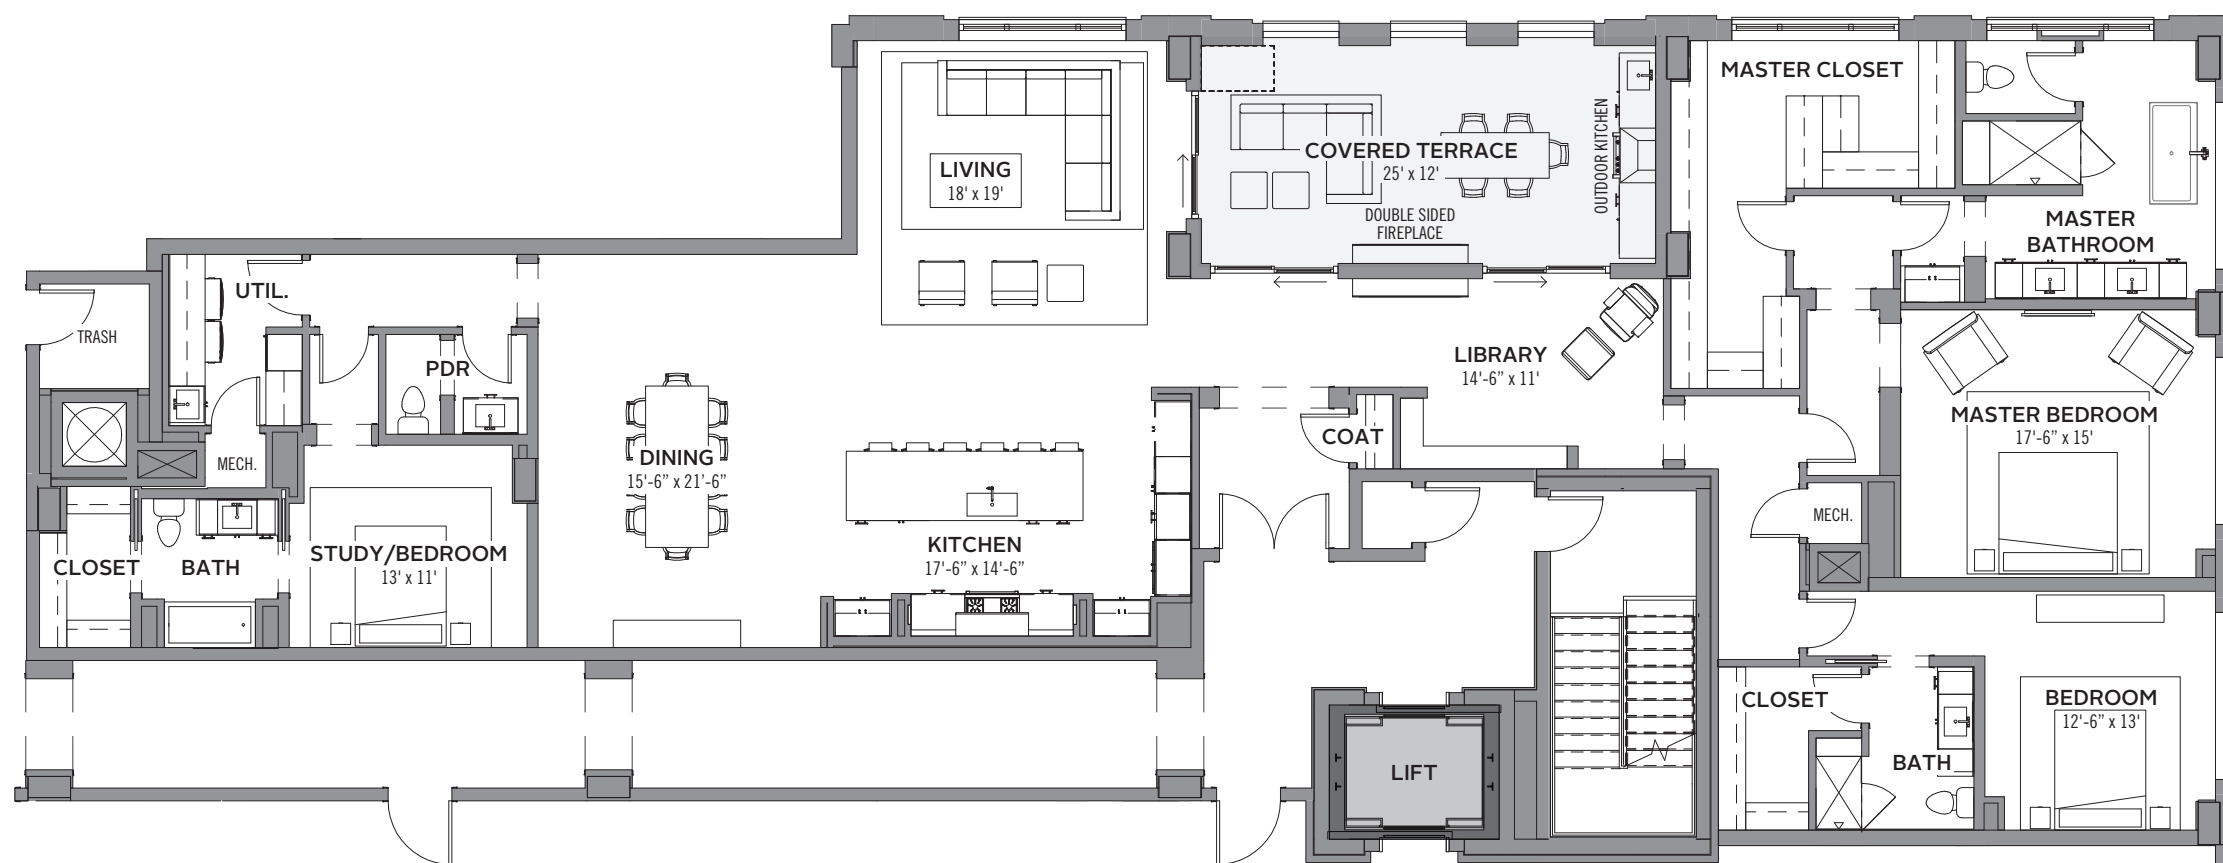 MASTER CLOSET
LIVING
18' x 19'
COVERED TERRACE
25' x 12'
OUTDOOR KITCHEN
DOUBLE SIDED
FIREPLACE
MASTER
BATHROOM
UTIL.
TRASH
PDR
LIBRARY
14'-6" x 11'
MASTER BEDROOM
17'-6" x 15'
COAT
DINING
15'-6” x 21’-6”
MECH.
MECH.
KITCHEN
17'-6” x 14’-6”
STUDY/BEDROOM
13' x 11'
CLOSET
BATH
CLOSET
BEDROOM
12'-6” x 13'
BATH
LIFT